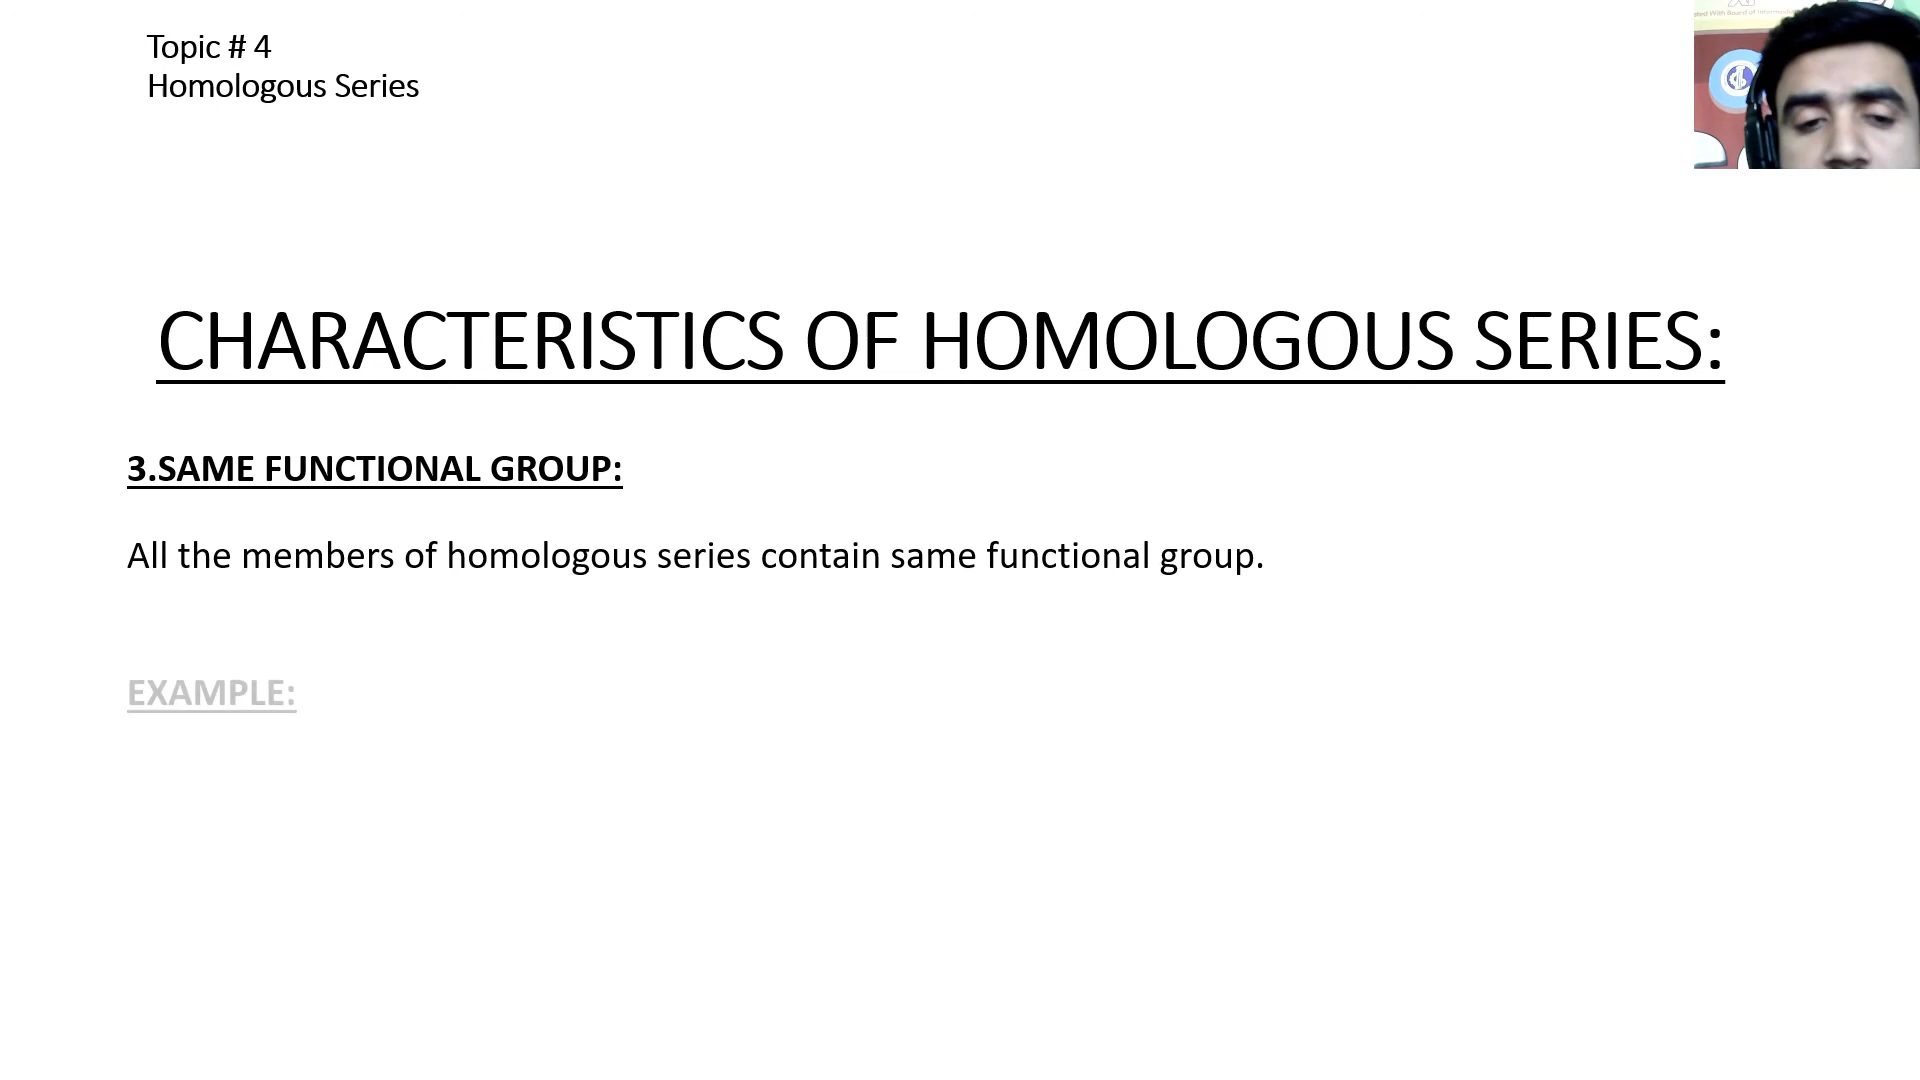 Topic # 4
Homologous Series
CHARACTERISTICS OF HOMOLOGOUS SERIES:
3.SAME FUNCTIONAL GROUP:
All the members of homologous series contain same functional group.
EXAMPLE: